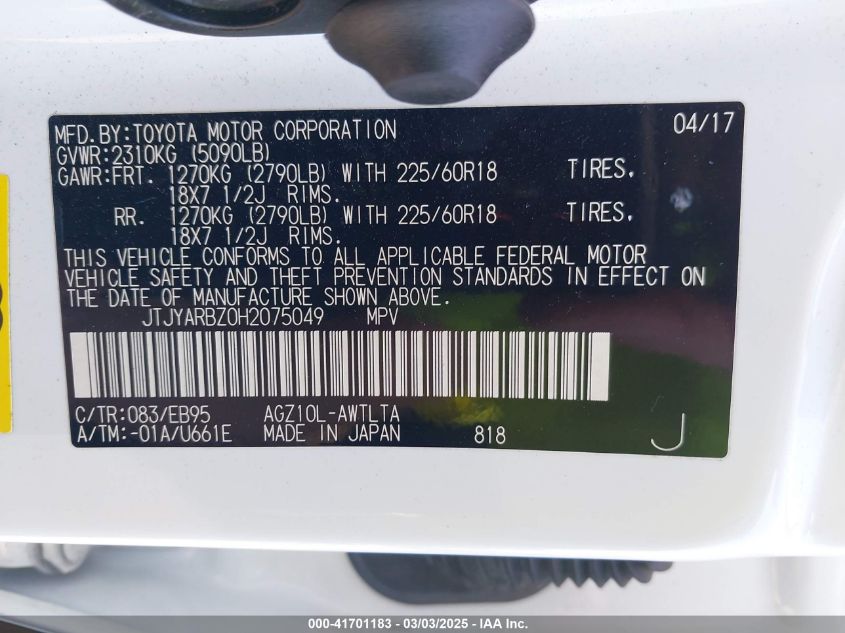 MFD.BY:TOYOTA MOTOR CORPORATION 04/17
GVWR:2310KG (5090LB)
GAWR:FRT. 1270KG (2790LB) WITH 225/60R18 TIRES.
18X7 1/2J RIMS.
RR. 1270KG (2790LB) WITH 225/60R18 TIRES.
18X7 1/2J RIMS.
THIS VEHICLE CONFORMS TO ALL APPLICABLE FEDERAL MOTOR
VEHICLE SAFETY AND THEFT PREVENTION STANDARDS IN EFFECT ON
THE DATE OF MANUFACTURE SHOWN ABOVE.
JTJYARBZ0H2075049 MPV
C/TR:083/EB95 AGZ10L-AWTLTA
A/TM:-01A/U661E MADE IN JAPAN 818 J
000-41701183 - 03/03/2025 - IAA Inc.